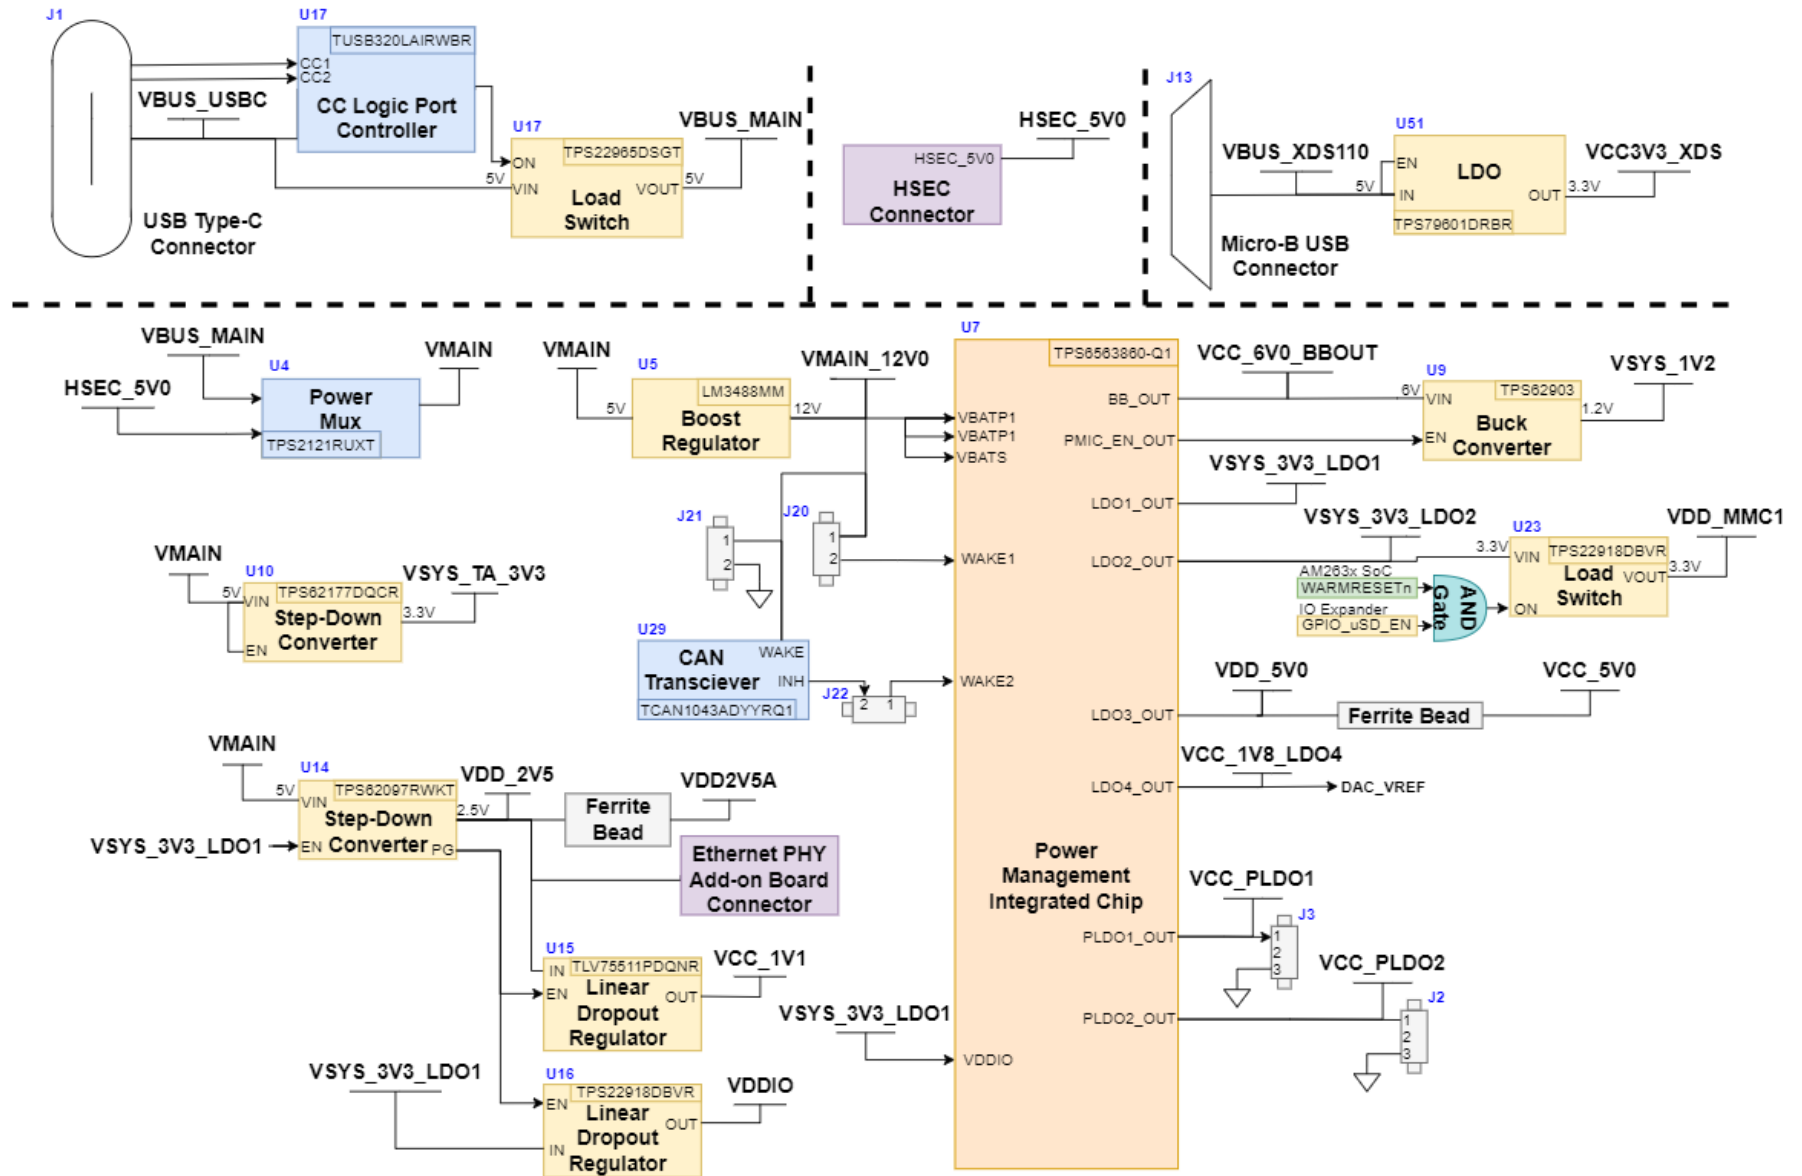 J1
U17
TUSB320LAIRWBR
CC1
CC2
CC Logic Port
Controller
VBUS_USBC
USB Type-C
Connector
U17
TPS22965DSGT
ON
5V
VIN
VOUT
5V
Load
Switch
VBUS_MAIN
HSEC_5V0
HSEC_5V0
HSEC
Connector
J13
VBUS_XDS110
Micro-B USB
Connector
U51
EN
LDO
5V
IN
OUT
3.3V
TPS79601DRBR
VCC3V3_XDS
VBUS_MAIN
HSEC_5V0
U4
Power
Mux
TPS2121RUXT
VMAIN
VMAIN
5V
U5
LM3488MM
Boost
Regulator
12V
VMAIN_12V0
U7
TPS6563860-Q1
VBATP1
VBATP1
VBATS
WAKE1
WAKE2
VDDIO
BB_OUT
PMIC_EN_OUT
LDO1_OUT
LDO2_OUT
LDO3_OUT
LDO4_OUT
PLDO1_OUT
PLDO2_OUT
Power
Management
Integrated Chip
VCC_6V0_BBOUT
U9
TPS62903
6V
VIN
EN
Buck
Converter
1.2V
VSYS_1V2
VSYS_3V3_LDO1
VSYS_3V3_LDO2
U23
TPS22918DBVR
3.3V
VIN
Load
Switch
VOUT
3.3V
ON
VDD_MMC1
AM263x SoC
WARMRESETn
IO Expander
GPIO_uSD_EN
AND
Gate
J21
1
2
J20
1
2
VMAIN
U10
TPS62177DQCR
5V
VIN
Step-Down
Converter
EN
3.3V
VSYS_TA_3V3
U29
CAN
Transciever
WAKE
INH
TCAN1043ADYYRQ1
J22
2
1
VDD_5V0
Ferrite Bead
VCC_5V0
VCC_1V8_LDO4
DAC_VREF
VMAIN
U14
TPS62097RWKT
5V
VIN
Step-Down
Converter
EN
PG
VSYS_3V3_LDO1
2.5V
VDD_2V5
Ferrite
Bead
VDD2V5A
Ethernet PHY
Add-on Board
Connector
U15
TLV75511PDQNR
IN
EN
Linear
Dropout
Regulator
OUT
VCC_1V1
VSYS_3V3_LDO1
VSYS_3V3_LDO1
U16
TPS22918DBVR
EN
IN
Linear
Dropout
Regulator
OUT
VDDIO
VCC_PLDO1
J3
1
2
3
VCC_PLDO2
J2
1
2
3